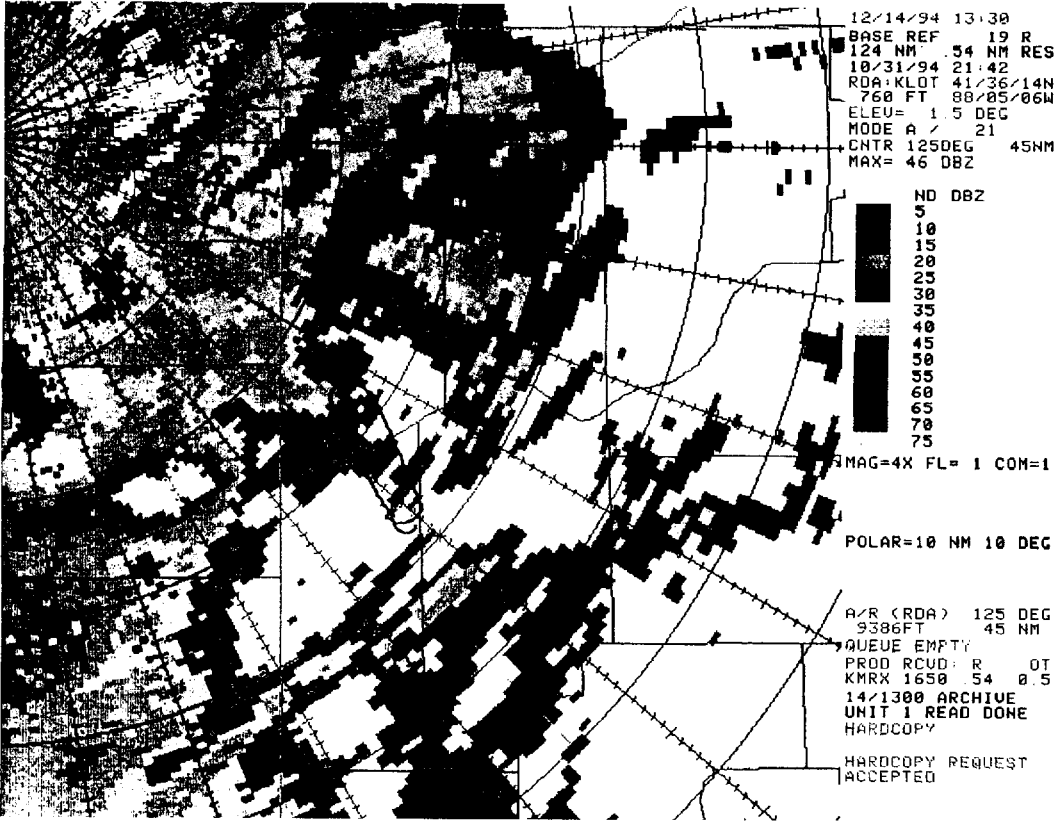 12/14/94 13:30
BASE REF 19 R
124 NM .54 NM RES
10/31/94 21:42
RDA:KLOT 41/36/14N
760 FT 88/05/06W
ELEV= 1.5 DEG
MODE A / 21
CNTR 125DEG 45NM
MAX= 46 DBZ
ND DBZ
5
10
15
20
25
30
35
40
45
50
55
60
65
70
75
MAG=4X FL= 1 COM=1
POLAR=10 NM 10 DEG
A/R (RDA) 125 DEG
9386FT 45 NM
QUEUE EMPTY
PROD RCVD: R OT
KMRX 1650 .54 0.5
14/1300 ARCHIVE
UNIT 1 READ DONE
HARDCOPY
HARDCOPY REQUEST
ACCEPTED